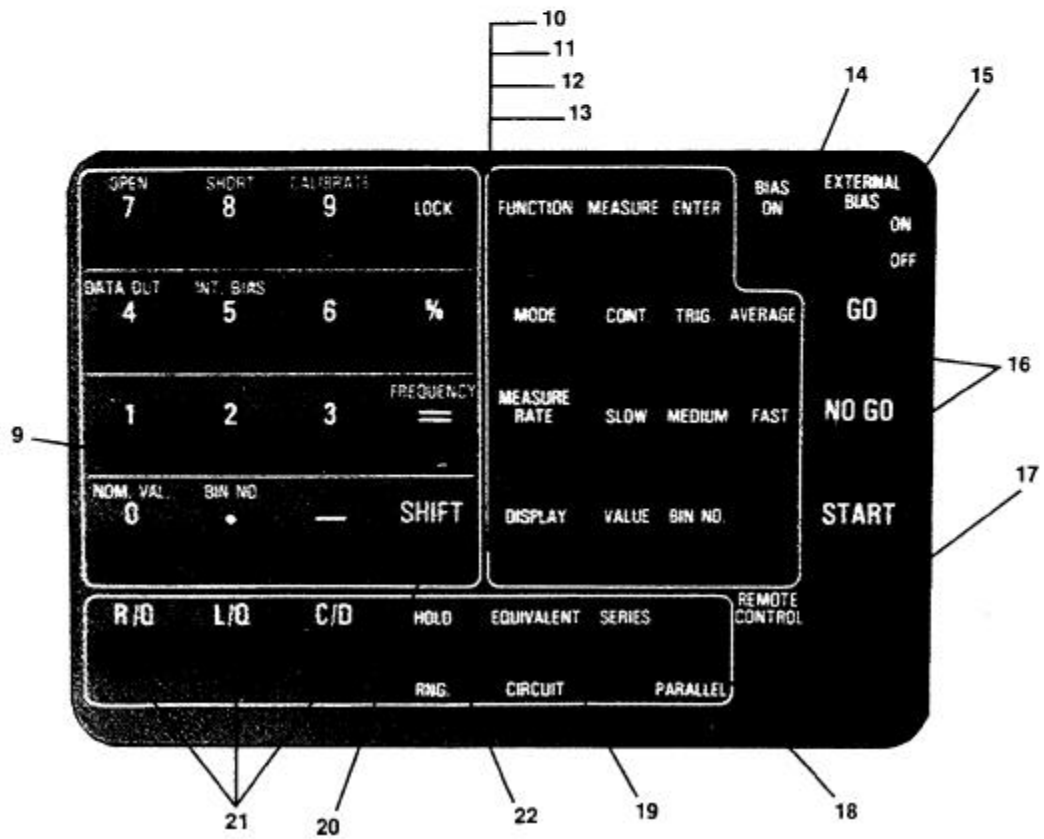 10
11
12
13
14
15
OPEN SHORT CALIBRATE
7 8 9 LOCK
FUNCTION MEASURE ENTER
BIAS
ON
EXTERNAL
BIAS
ON
OFF
DATA OUT INT. BIAS
4 5 6 %
MODE CONT TRIG. AVERAGE
GO
16
FREQUENCY
1 2 3 =
MEASURE
RATE SLOW MEDIUM FAST
NO GO
9
NOM. VAL. BIN NO
0 • — SHIFT
DISPLAY VALUE BIN NO.
START
17
R/Q L/Q C/D HOLD
EQUIVALENT SERIES
REMOTE
CONTROL
RNG. CIRCUIT PARALLEL
21
20
22
19
18